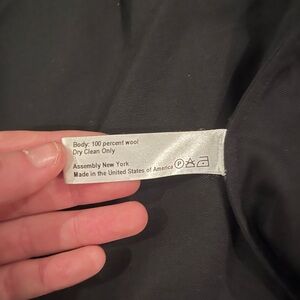 Body: 100 percent wool
Dry Clean Only
Assembly New York
Made in the United States of America P